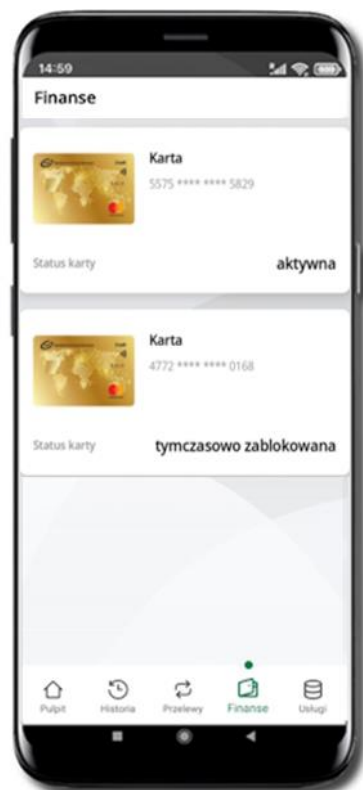 14:59
Finanse
Karta
5575 **** **** 5829
Status karty
aktywna
Karta
4772 **** **** 0168
Status karty
tymczasowo zablokowana
Pulpit
Historia
Przelewy
Finanse
Usługi